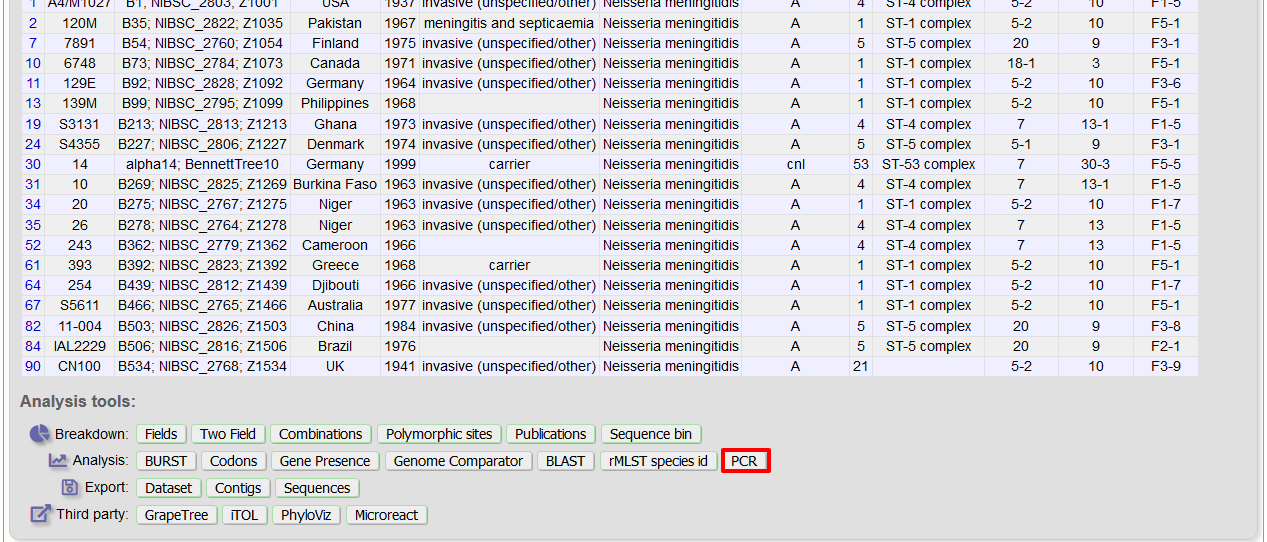 1 A4/M1027 B1; NIBSC_2803; Z1001 USA 1937 invasive (unspecified/other) Neisseria meningitidis A 4 ST-4 complex 5-2 10 F1-5
2 120M B35; NIBSC_2822; Z1035 Pakistan 1967 meningitis and septicaemia Neisseria meningitidis A 1 ST-1 complex 5-2 10 F5-1
7 7891 B54; NIBSC_2760; Z1054 Finland 1975 invasive (unspecified/other) Neisseria meningitidis A 5 ST-5 complex 20 9 F3-1
10 6748 B73; NIBSC_2784; Z1073 Canada 1971 invasive (unspecified/other) Neisseria meningitidis A 1 ST-1 complex 18-1 3 F5-1
11 129E B92; NIBSC_2828; Z1092 Germany 1964 invasive (unspecified/other) Neisseria meningitidis A 1 ST-1 complex 5-2 10 F3-6
13 139M B99; NIBSC_2795; Z1099 Philippines 1968 Neisseria meningitidis A 1 ST-1 complex 5-2 10 F5-1
19 S3131 B213; NIBSC_2813; Z1213 Ghana 1973 invasive (unspecified/other) Neisseria meningitidis A 4 ST-4 complex 7 13-1 F1-5
24 S4355 B227; NIBSC_2806; Z1227 Denmark 1974 invasive (unspecified/other) Neisseria meningitidis A 5 ST-5 complex 5-1 9 F3-1
30 14 alpha14; BennettTree10 Germany 1999 carrier Neisseria meningitidis cnl 53 ST-53 complex 7 30-3 F5-5
31 10 B269; NIBSC_2825; Z1269 Burkina Faso 1963 invasive (unspecified/other) Neisseria meningitidis A 4 ST-4 complex 7 13-1 F1-5
34 20 B275; NIBSC_2767; Z1275 Niger 1963 invasive (unspecified/other) Neisseria meningitidis A 1 ST-1 complex 5-2 10 F1-7
35 26 B278; NIBSC_2764; Z1278 Niger 1963 invasive (unspecified/other) Neisseria meningitidis A 4 ST-4 complex 7 13 F1-5
52 243 B362; NIBSC_2779; Z1362 Cameroon 1966 Neisseria meningitidis A 4 ST-4 complex 7 13 F1-5
61 393 B392; NIBSC_2823; Z1392 Greece 1968 carrier Neisseria meningitidis A 1 ST-1 complex 5-2 10 F5-1
64 254 B439; NIBSC_2812; Z1439 Djibouti 1966 invasive (unspecified/other) Neisseria meningitidis A 1 ST-1 complex 5-2 10 F1-7
67 S5611 B466; NIBSC_2765; Z1466 Australia 1977 invasive (unspecified/other) Neisseria meningitidis A 1 ST-1 complex 5-2 10 F5-1
82 11-004 B503; NIBSC_2826; Z1503 China 1984 invasive (unspecified/other) Neisseria meningitidis A 5 ST-5 complex 20 9 F3-8
84 IAL2229 B506; NIBSC_2816; Z1506 Brazil 1976 Neisseria meningitidis A 5 ST-5 complex 20 9 F2-1
90 CN100 B534; NIBSC_2768; Z1534 UK 1941 invasive (unspecified/other) Neisseria meningitidis A 21 5-2 10 F3-9
Analysis tools:
Breakdown: Fields Two Field Combinations Polymorphic sites Publications Sequence bin
Analysis: BURST Codons Gene Presence Genome Comparator BLAST rMLST species id PCR
Export: Dataset Contigs Sequences
Third party: GrapeTree iTOL PhyloViz Microreact